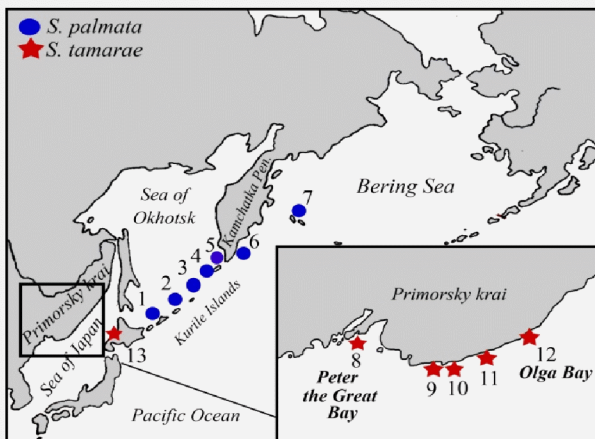 S. palmata
S. tamarae
Sea of
Okhotsk
Kamchatka Pen.
Bering Sea
7
6
5
4
3
2
1
Kurile Islands
Primorsky krai
Sea of Japan
13
Pacific Ocean
Primorsky krai
8
9
10
11
12
Peter
the Great
Bay
Olga Bay